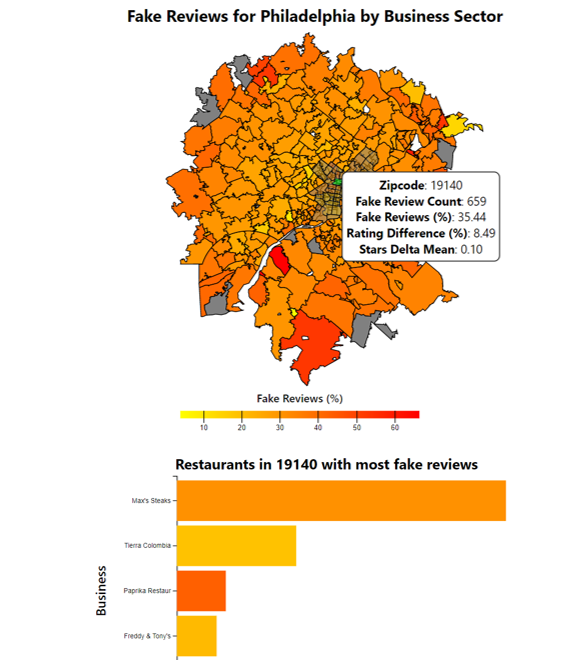 Fake Reviews for Philadelphia by Business Sector
Zipcode: 19140
Fake Review Count: 659
Fake Reviews (%): 35.44
Rating Difference (%): 8.49
Stars Delta Mean: 0.10
Fake Reviews (%)
10 20 30 40 50 60
Restaurants in 19140 with most fake reviews
Business
Max's Steaks
Tierra Colombia
Paprika Restaur
Freddy & Tony's